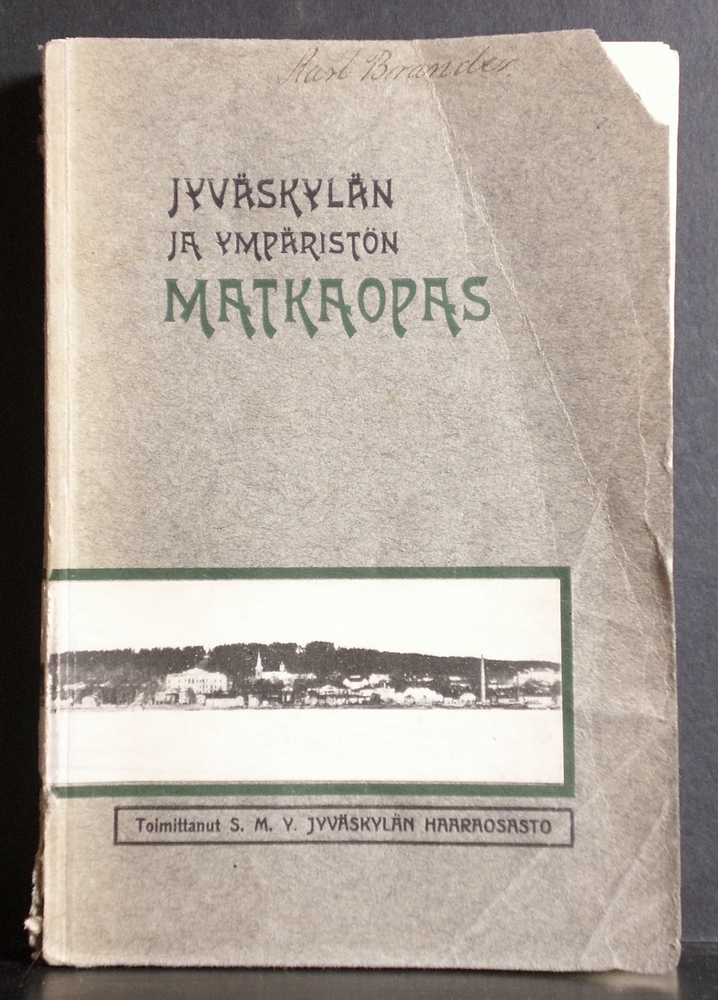 Karl Brander
JYVÄSKYLÄN
JA YMPÄRISTÖN
MATKAOPAS
Toimittanut S. M. Y. JYVÄSKYLÄN HAARAOSASTO